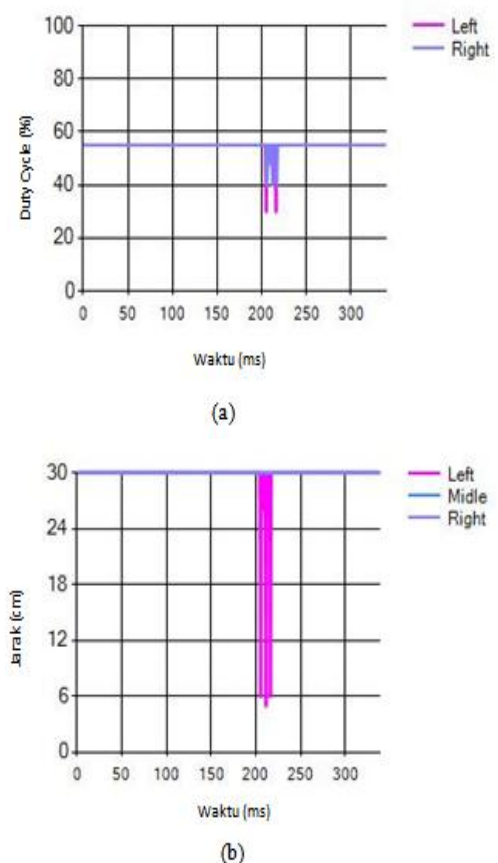 100
80
60
40
20
0
Duty Cycle (%)
0 50 100 150 200 250 300
Waktu (ms)
Left
Right
(a)
30
24
18
12
6
0
Jarak (cm)
0 50 100 150 200 250 300
Waktu (ms)
Left
Midle
Right
(b)